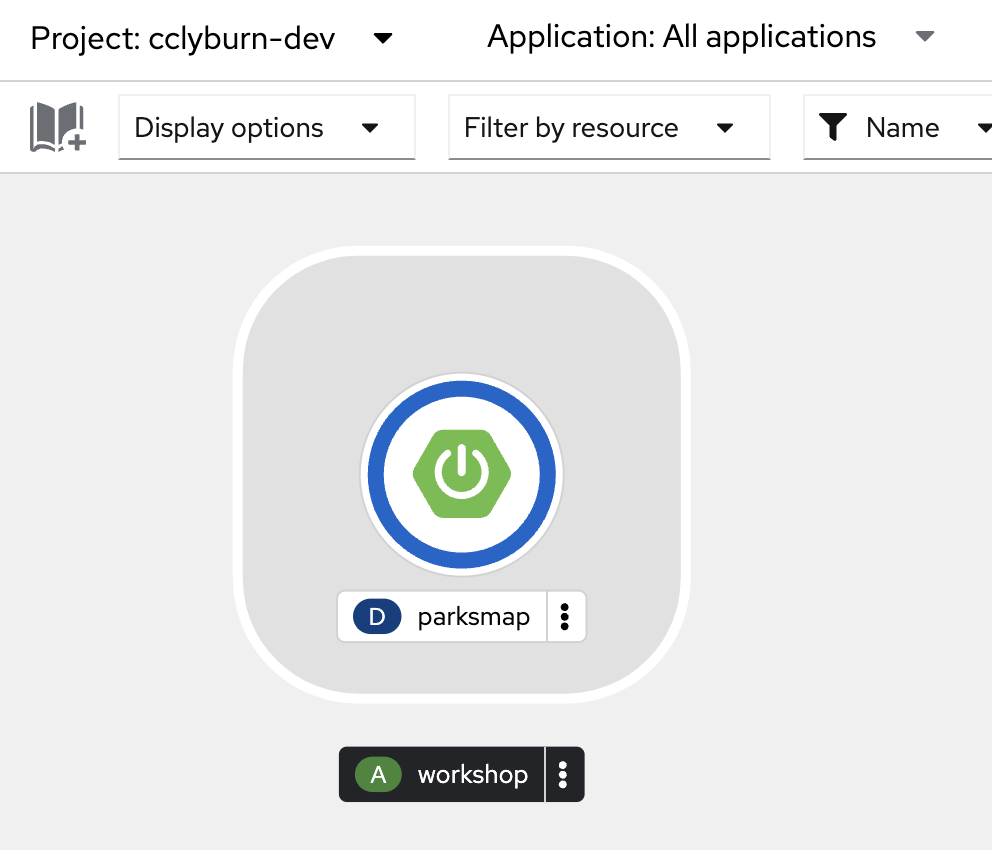 Project: cclyburn-dev Application: All applications
Display options Filter by resource Name
D parksmap
A workshop